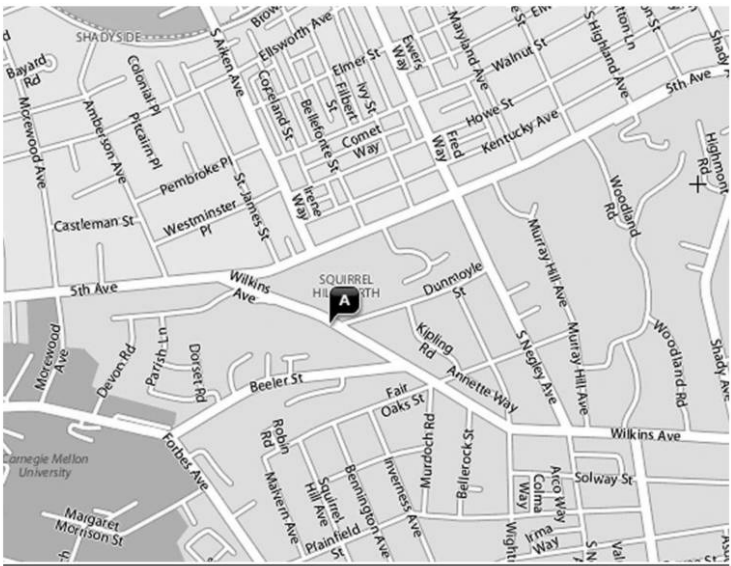 SHADYSIDE
Bayard
Rd
Morewood Ave
Colonial Pl
Amberson Ave
Pitcairn Pl
S Aiken Ave
Ellsworth Ave
Copeland St
Elmer St
Bellefonte St
Filbert
St
Ivy St
Ewers
Way
Maryland Ave
Walnut St
S Highland Ave
Shady
Howe St
Kentucky Ave
5th Ave
Comet
Way
Fred
Way
Highmont
Rd
Pembroke Pl
St. James St
Irene
Way
Woodland
Rd
Castleman St
Westminster
Pl
Murray Hill Ave
5th Ave
Wilkins
Ave
SQUIRREL
A
Dunmoyle
St
Kipling
Rd
S Negley Ave
Murray Hill Ave
Woodland Rd
Shady Ave
Morewood
Ave
Devon Rd
Dorset Rd
Beeler St
Annette Way
Fair
Oaks St
Wilkins Ave
Forbes Ave
Robin
Rd
Murdoch Rd
Bellerock St
Carnegie Mellon
University
Malvern Ave
Squirrel
Hill Ave
Bennington Ave
Inverness Ave
Colma
Way
Arco Way
Solway St
Margaret
Morrison St
Plainfield
St
Irma
Way